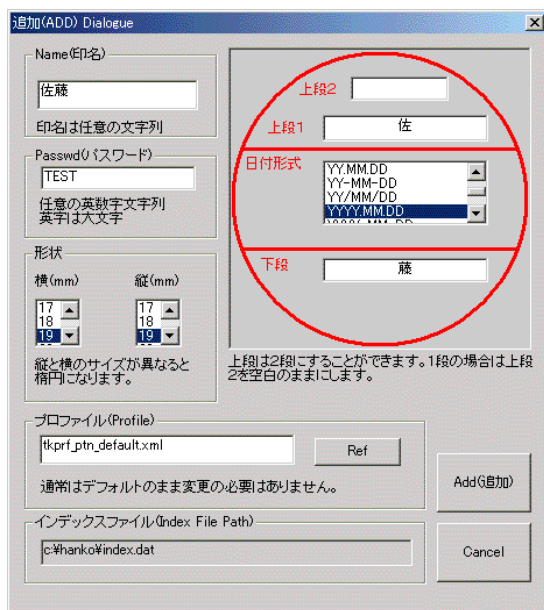 追加(ADD) Dialogue
Name(印名)
佐藤
印名は任意の文字列
Passwd(パスワード)
TEST
任意の英数字文字列
英字は大文字
形状
横(mm)
縦(mm)
17
18
19
17
18
19
縦と横のサイズが異なると
楕円になります。
上段2
上段1
佐
日付形式
YY.MM.DD
YY-MM-DD
YY/MM/DD
YYYY.MM.DD
下段
藤
上段は2段にすることができます。1段の場合は上段
2を空白のままにします。
プロファイル(Profile)
tkprf_ptn_default.xml
Ref
通常はデフォルトのまま変更の必要はありません。
インデックスファイル(Index File Path)
c:¥hanko¥index.dat
Add(追加)
Cancel